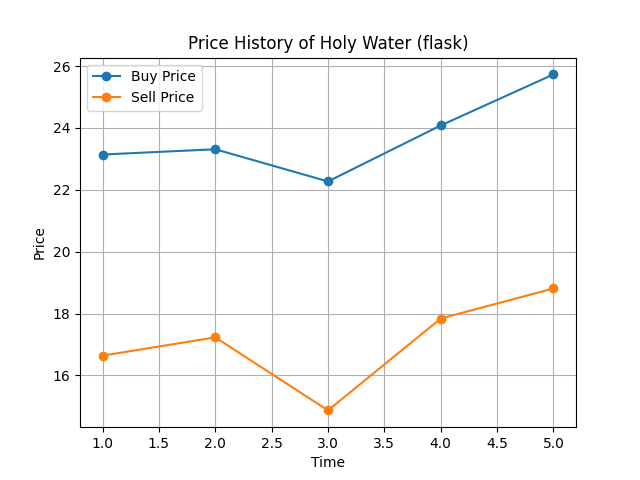 Price History of Holy Water (flask)
Buy Price
Sell Price
26
24
22
20
18
16
Price
1.0 1.5 2.0 2.5 3.0 3.5 4.0 4.5 5.0
Time